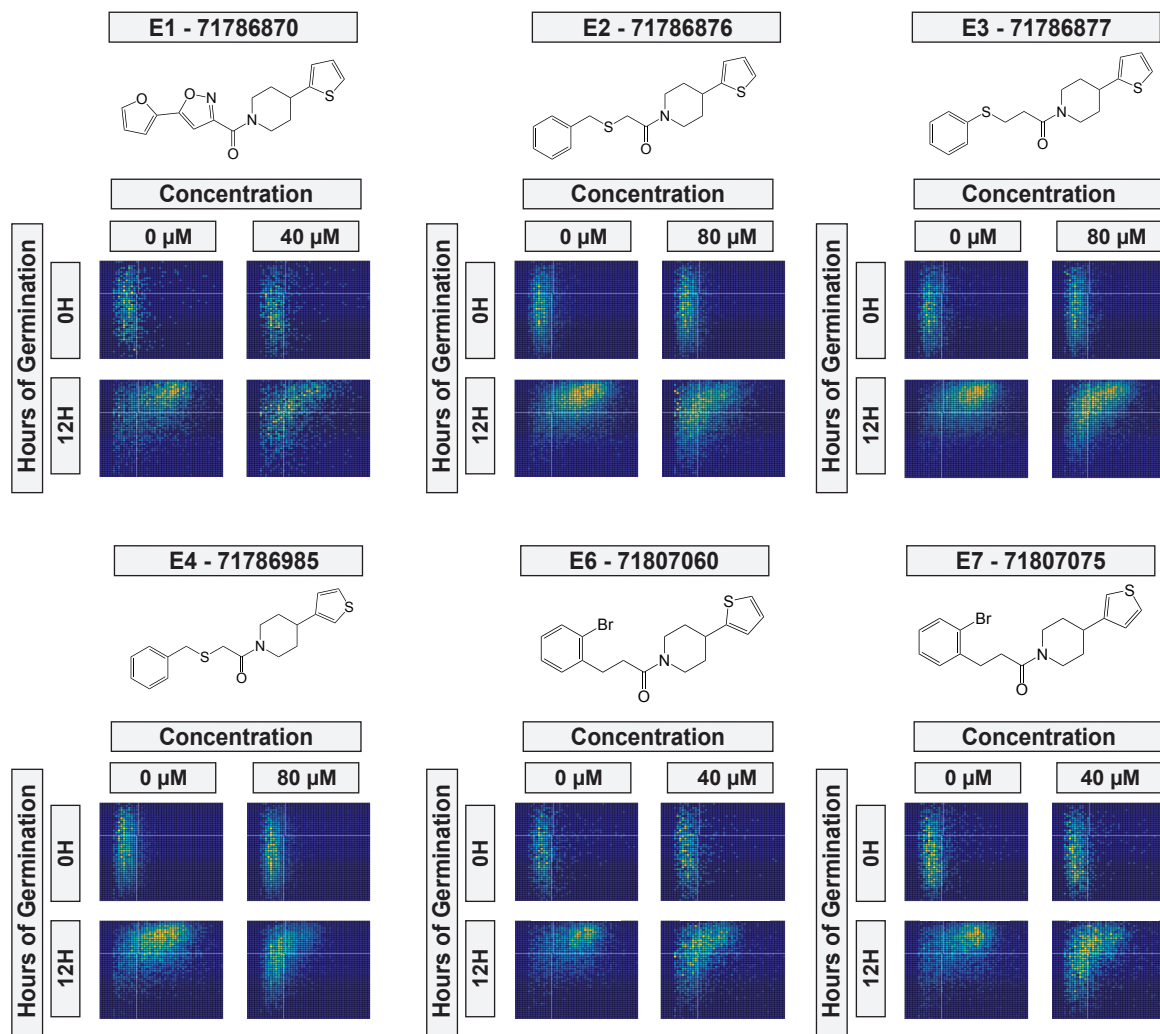 E1 - 71786870
E2 - 71786876
E3 - 71786877
O N S N O O
S N S O
S S N O
Concentration
Concentration
Concentration
0 µM 40 µM
0 µM 80 µM
0 µM 80 µM
Hours of Germination
0H
12H
Hours of Germination
0H
12H
Hours of Germination
0H
12H
E4 - 71786985
E6 - 71807060
E7 - 71807075
S N S O
S Br N O
S Br N O
Concentration
Concentration
Concentration
0 µM 80 µM
0 µM 40 µM
0 µM 40 µM
Hours of Germination
0H
12H
Hours of Germination
0H
12H
Hours of Germination
0H
12H